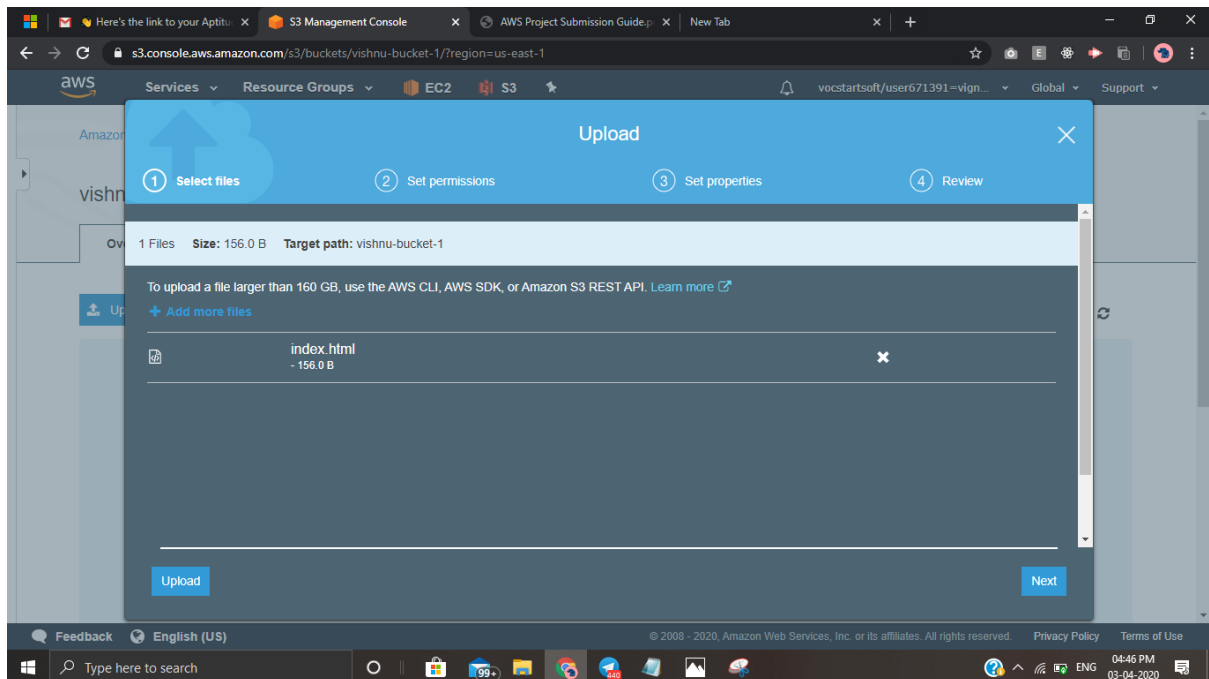 Here's the link to your Aptitu
S3 Management Console
AWS Project Submission Guide.p
New Tab
s3.console.aws.amazon.com/s3/buckets/vishnu-bucket-1/?region=us-east-1
E
aws
Services
Resource Groups
EC2
S3
vocstartsoft/user671391=vign...
Global
Support
Amazon
Upload
1 Select files
2 Set permissions
3 Set properties
4 Review
vishn
Ov
1 Files Size: 156.0 B Target path: vishnu-bucket-1
To upload a file larger than 160 GB, use the AWS CLI, AWS SDK, or Amazon S3 REST API. Learn more
Up
Add more files
index.html
- 156.0 B
Upload
Next
Feedback
English (US)
© 2008 - 2020, Amazon Web Services, Inc. or its affiliates. All rights reserved.
Privacy Policy
Terms of Use
Type here to search
99+
440
ENG
04:46 PM
03-04-2020